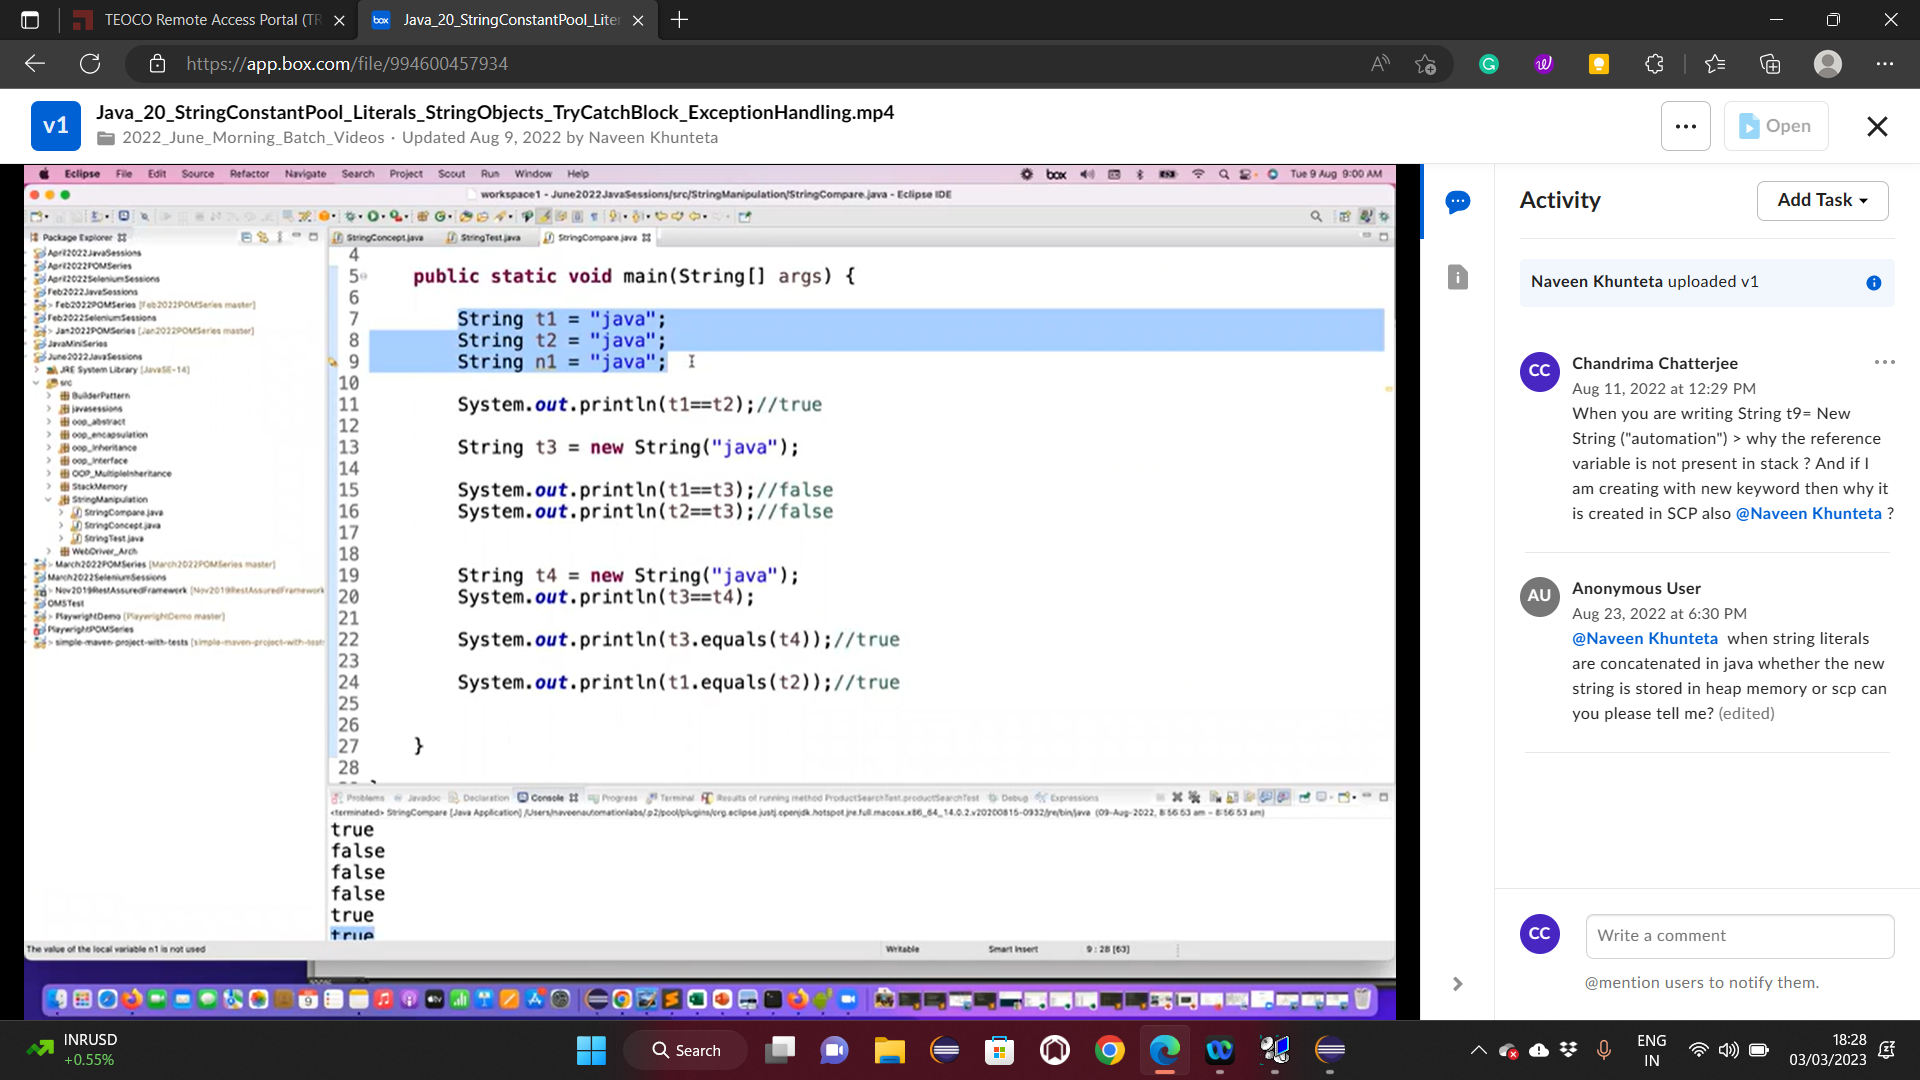 TEOCO Remote Access Portal (TR
Java_20_StringConstantPool_Lite
https://app.box.com/file/994600457934
v1
Java_20_StringConstantPool_Literals_StringObjects_TryCatchBlock_ExceptionHandling.mp4
2022_June_Morning_Batch_Videos · Updated Aug 9, 2022 by Naveen Khunteta
Open
Eclipse File Edit Source Refactor Navigate Search Project Scout Run Window Help
box
Tue 9 Aug 9:00 AM
workspace1 - June2022JavaSessions/src/StringManipulation/StringCompare.java - Eclipse IDE
Package Explorer
StringConcept.java
StringTest.java
StringCompare.java
April2022JavaSessions
April2022POMSeries
April2022SeleniumSessions
Feb2022JavaSessions
> Feb2022POMSeries [Feb2022POMSeries master]
Feb2022SeleniumSessions
> Jan2022POMSeries [Jan2022POMSeries master]
JavaMiniSeries
June2022JavaSessions
JRE System Library [JavaSE-14]
src
BuilderPattern
javasessions
oop_abstract
oop_encapsulation
oop_Inheritance
oop_interface
OOP_MultipleInheritance
StackMemory
StringManipulation
StringCompare.java
StringConcept.java
StringTest.java
WebDriver_Arch
> March2022POMSeries [March2022POMSeries master]
March2022SeleniumSessions
> Nov2019RestAssuredFramework [Nov2019RestAssuredFramework
OMSTest
> PlaywrightDemo [PlaywrightDemo master]
PlaywrightPOMSeries
> simple-maven-project-with-tests [simple-maven-project-with-tests
4
5 public static void main(String[] args) {
6
7 String t1 = "java";
8 String t2 = "java";
9 String n1 = "java";
10
11 System.out.println(t1==t2);//true
12
13 String t3 = new String("java");
14
15 System.out.println(t1==t3);//false
16 System.out.println(t2==t3);//false
17
18
19 String t4 = new String("java");
20 System.out.println(t3==t4);
21
22 System.out.println(t3.equals(t4));//true
23
24 System.out.println(t1.equals(t2));//true
25
26
27 }
28
Problems Javadoc Declaration Console Progress Terminal Results of running method ProductSearchTest.productSearchTest Debug Expressions
<terminated> StringCompare [Java Application] /Users/naveenautomationlabs/.p2/pool/plugins/org.eclipse.justj.openjdk.hotspot.jre.full.macosx.x86_64_14.0.2.v20200815-0932/jre/bin/java (09-Aug-2022, 8:56:53 am – 8:56:53 am)
true
false
false
false
true
true
The value of the local variable n1 is not used
Writable
Smart Insert
9 : 28 [63]
Activity
Add Task
Naveen Khunteta uploaded v1
CC
Chandrima Chatterjee
Aug 11, 2022 at 12:29 PM
When you are writing String t9= New
String ("automation") > why the reference
variable is not present in stack ? And if I
am creating with new keyword then why it
is created in SCP also @Naveen Khunteta ?
AU
Anonymous User
Aug 23, 2022 at 6:30 PM
@Naveen Khunteta when string literals
are concatenated in java whether the new
string is stored in heap memory or scp can
you please tell me? (edited)
CC
Write a comment
@mention users to notify them.
INRUSD
+0.55%
Search
ENG
IN
18:28
03/03/2023